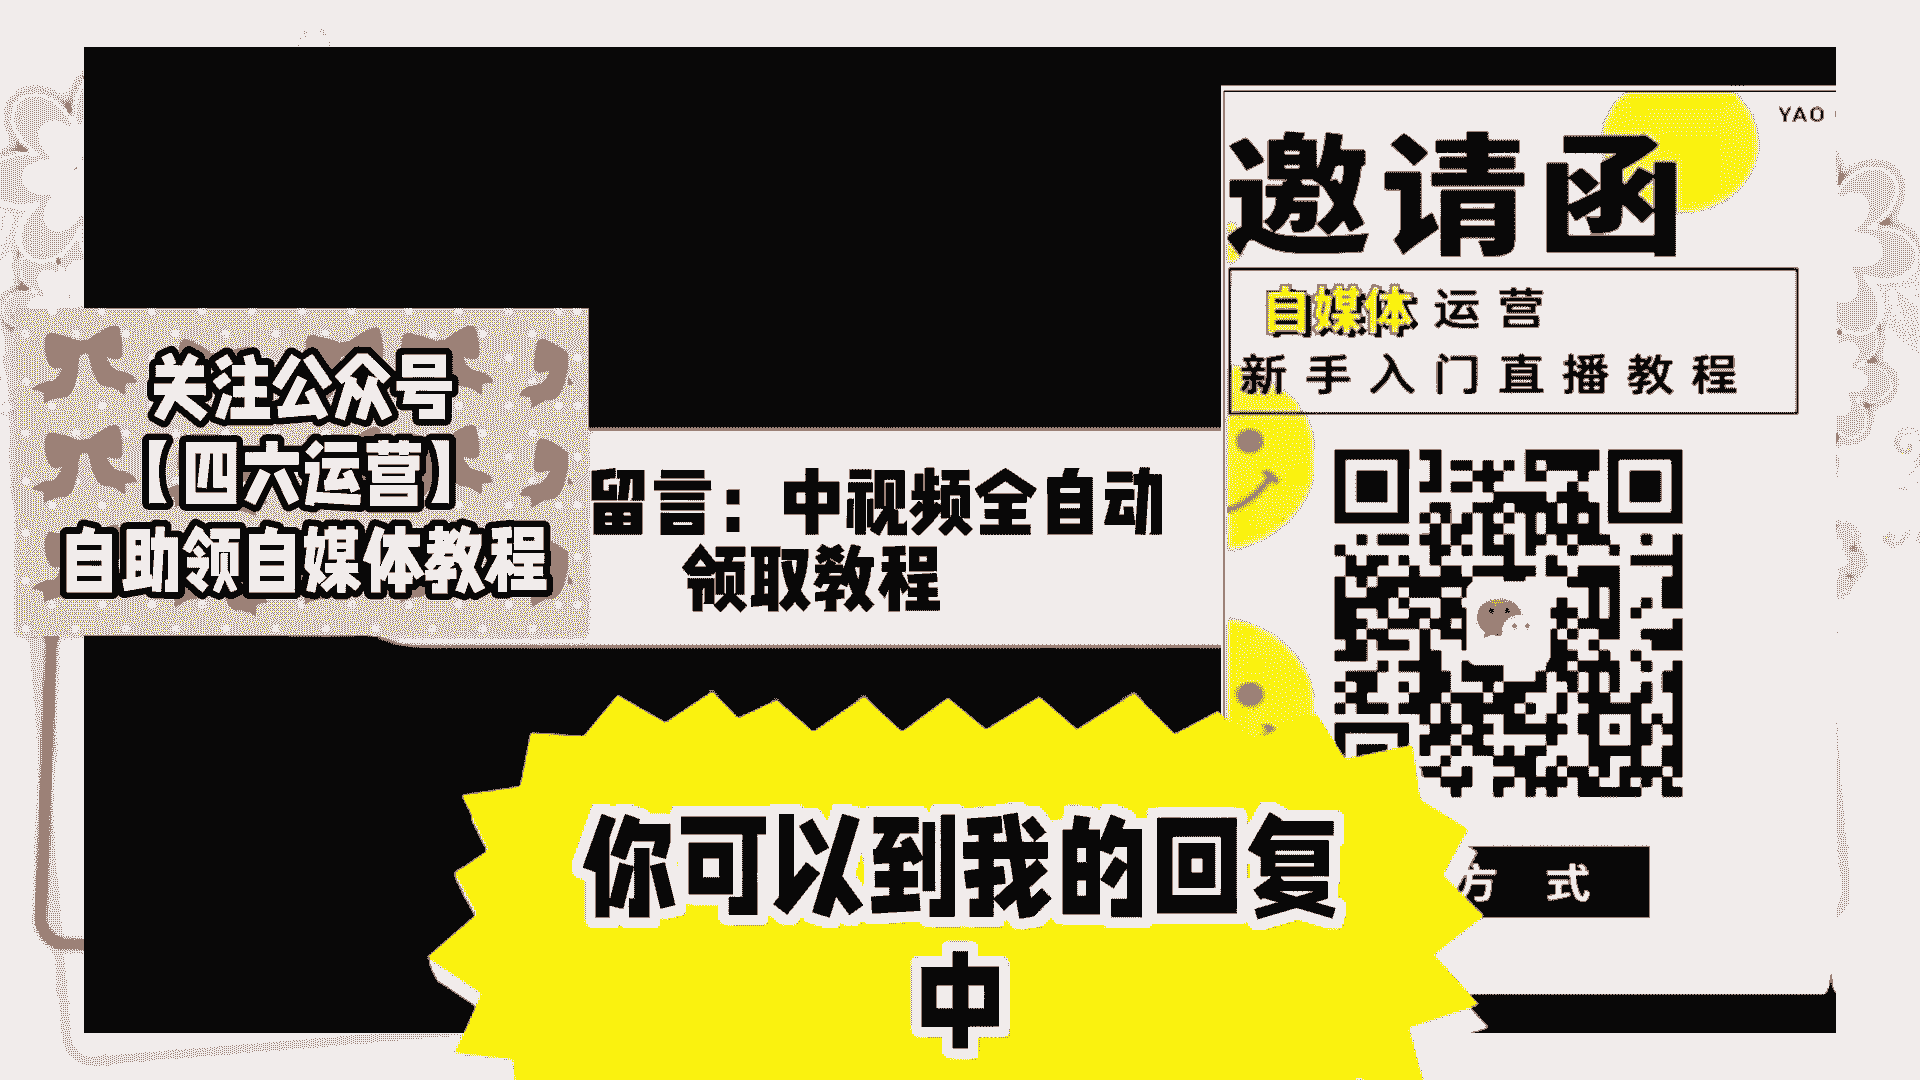 关注公众号
【四六运营】
自助领自媒体教程
留言：中视频全自动
领取教程
YAO
邀请函
自媒体运营
新手入门直播教程
方式
你可以到我的回复
中